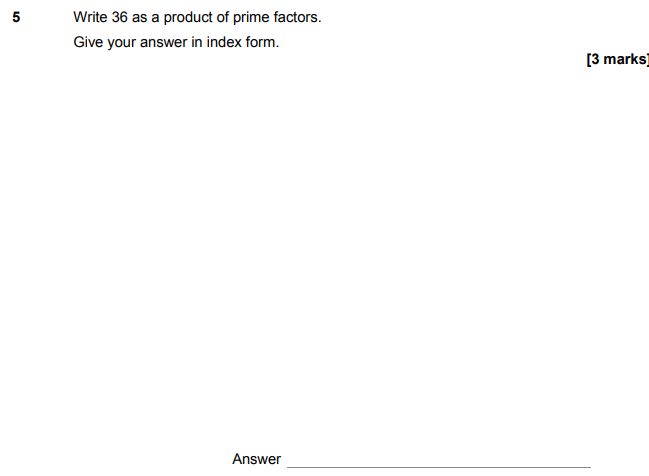 5 Write 36 as a product of prime factors.
Give your answer in index form.
[3 marks]
Answer